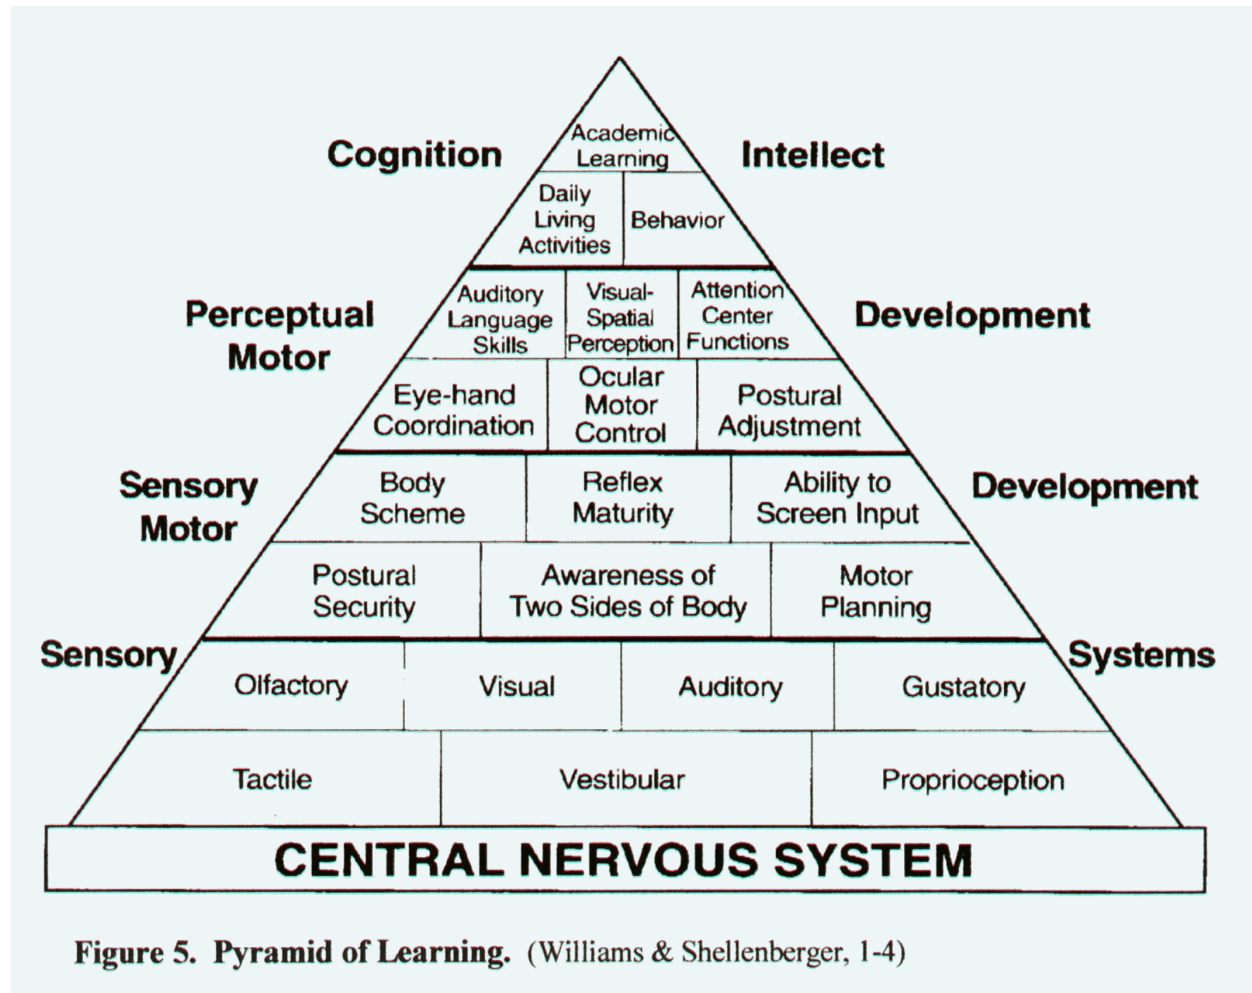 Academic
Learning
Cognition
Intellect
Daily
Living
Activities
Behavior
Auditory
Language
Skills
Visual-
Spatial
Perception
Attention
Center
Functions
Perceptual
Motor
Development
Eye-hand
Coordination
Ocular
Motor
Control
Postural
Adjustment
Sensory
Motor
Body
Scheme
Reflex
Maturity
Ability to
Screen Input
Development
Postural
Security
Awareness of
Two Sides of Body
Motor
Planning
Sensory
Systems
Olfactory
Visual
Auditory
Gustatory
Tactile
Vestibular
Proprioception
CENTRAL NERVOUS SYSTEM
Figure 5. Pyramid of Learning. (Williams & Shellenberger, 1-4)